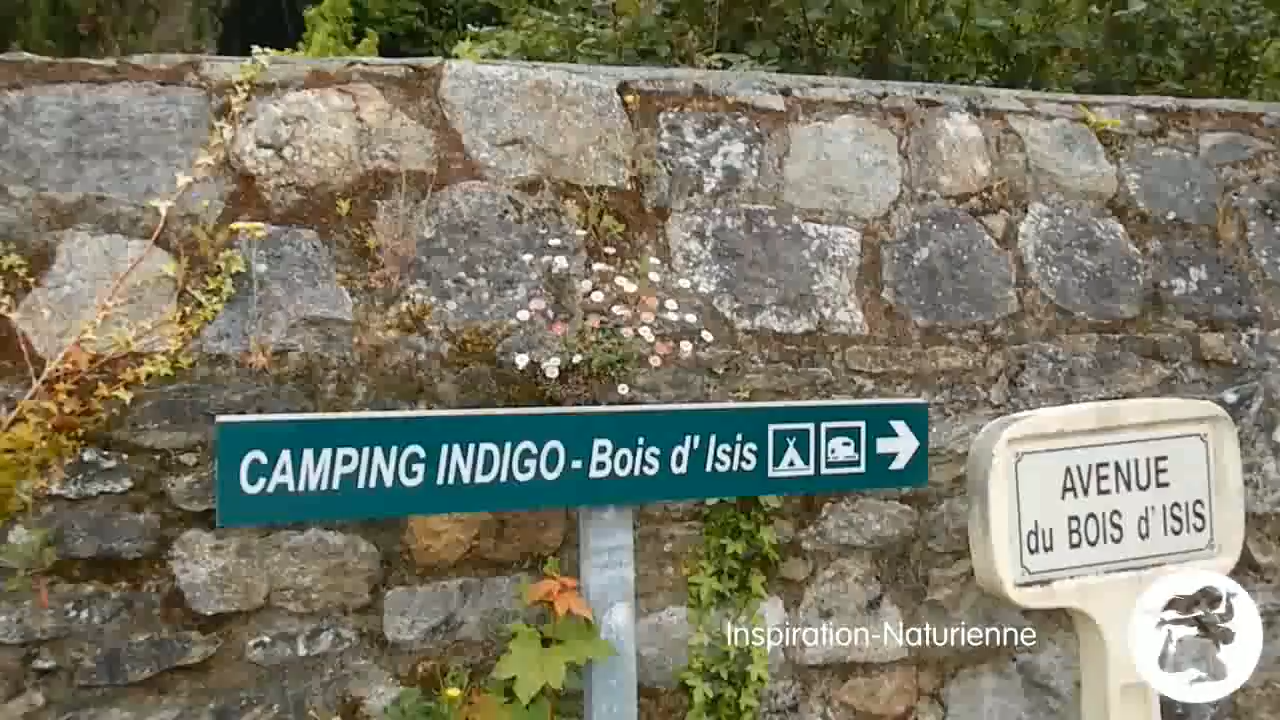 CAMPING INDIGO - Bois d' Isis
AVENUE
du BOIS d' ISIS
Inspiration-Naturienne